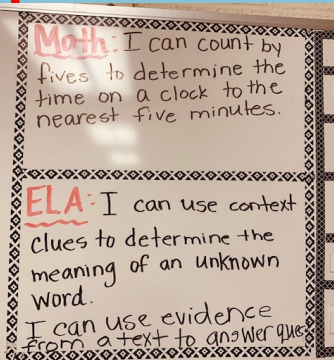 Math: I can count by
fives to determine the
time on a clock to the
nearest five minutes.
ELA: I can use context
clues to determine the
meaning of an unknown
word.
I can use evidence
from a text to answer ques